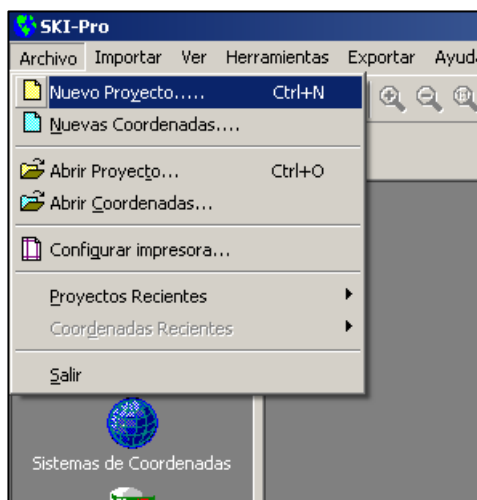 SKI-Pro
Archivo Importar Ver Herramientas Exportar Ayuda
Nuevo Proyecto..... Ctrl+N
Nuevas Coordenadas....
Abrir Proyecto... Ctrl+O
Abrir Coordenadas...
Configurar impresora...
Proyectos Recientes
Coordenadas Recientes
Salir
Sistemas de Coordenadas